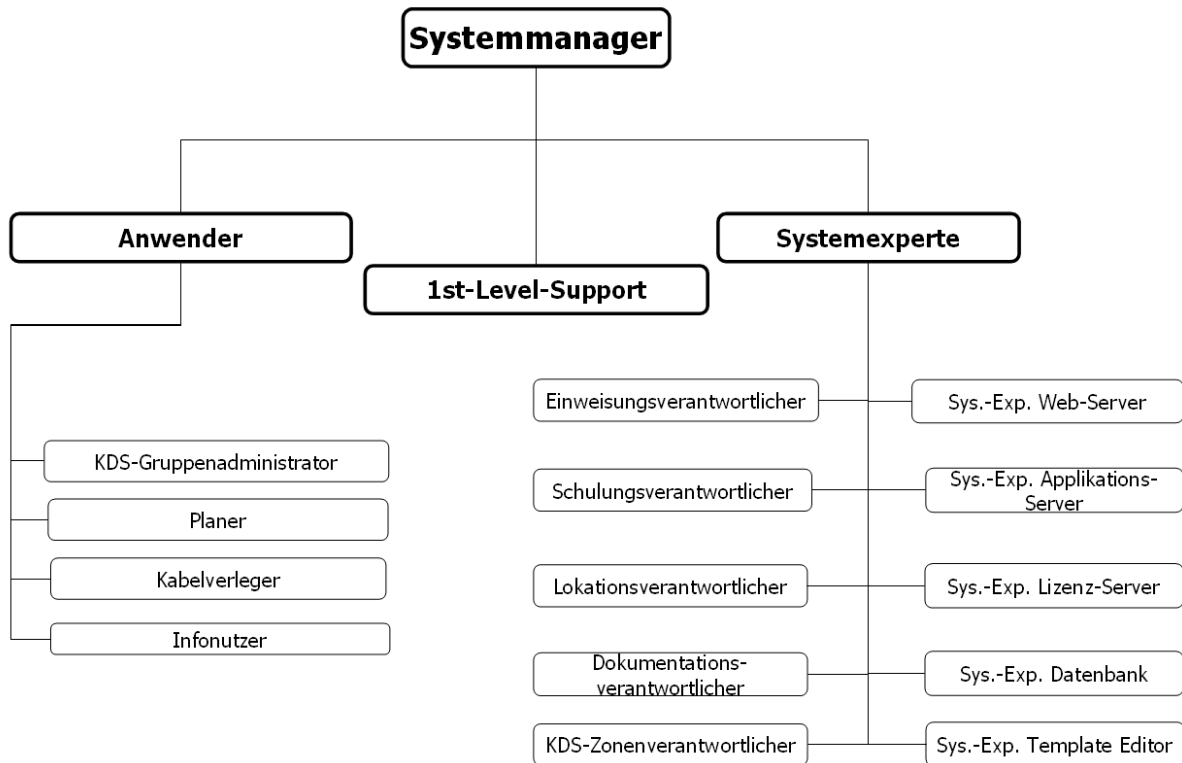 Systemmanager
Anwender
Systemexperte
1st-Level-Support
KDS-Gruppenadministrator
Planer
Kabelverleger
Infonutzer
Einweisungsverantwortlicher
Sys.-Exp. Web-Server
Schulungsverantwortlicher
Sys.-Exp. Applikations-
Server
Lokationsverantwortlicher
Sys.-Exp. Lizenz-Server
Dokumentations-
verantwortlicher
Sys.-Exp. Datenbank
KDS-Zonenverantwortlicher
Sys.-Exp. Template Editor